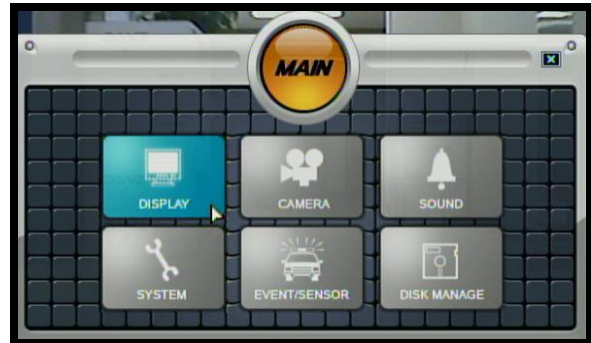 MAIN
DISPLAY
CAMERA
SOUND
SYSTEM
EVENT/SENSOR
DISK MANAGE